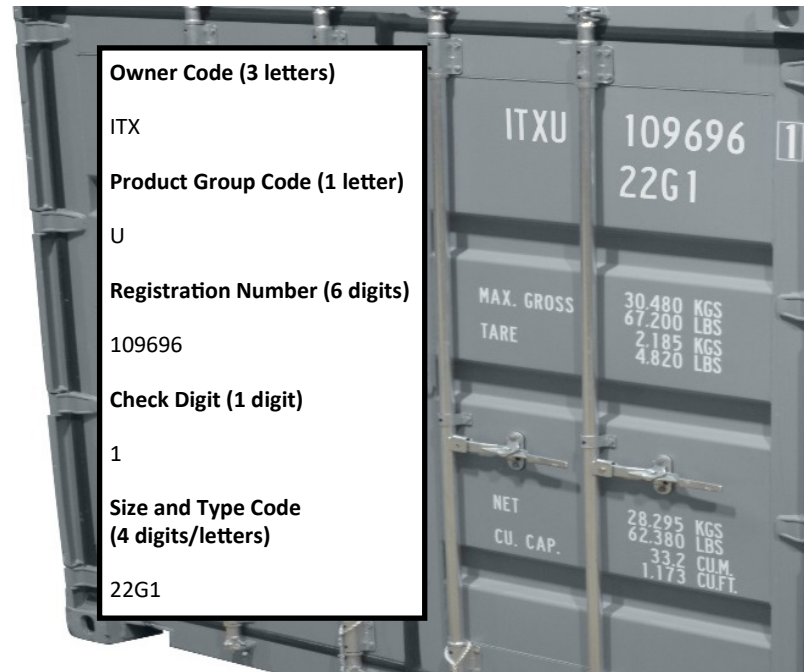 Owner Code (3 letters)
ITX
Product Group Code (1 letter)
U
Registration Number (6 digits)
109696
Check Digit (1 digit)
1
Size and Type Code
(4 digits/letters)
22G1
ITXU 109696 1
22G1
MAX. GROSS 30.480 KGS
67.200 LBS
TARE 2.185 KGS
4.820 LBS
NET 28.295 KGS
62.380 LBS
CU. CAP. 33,2 CU.M.
1.173 CU.FT.